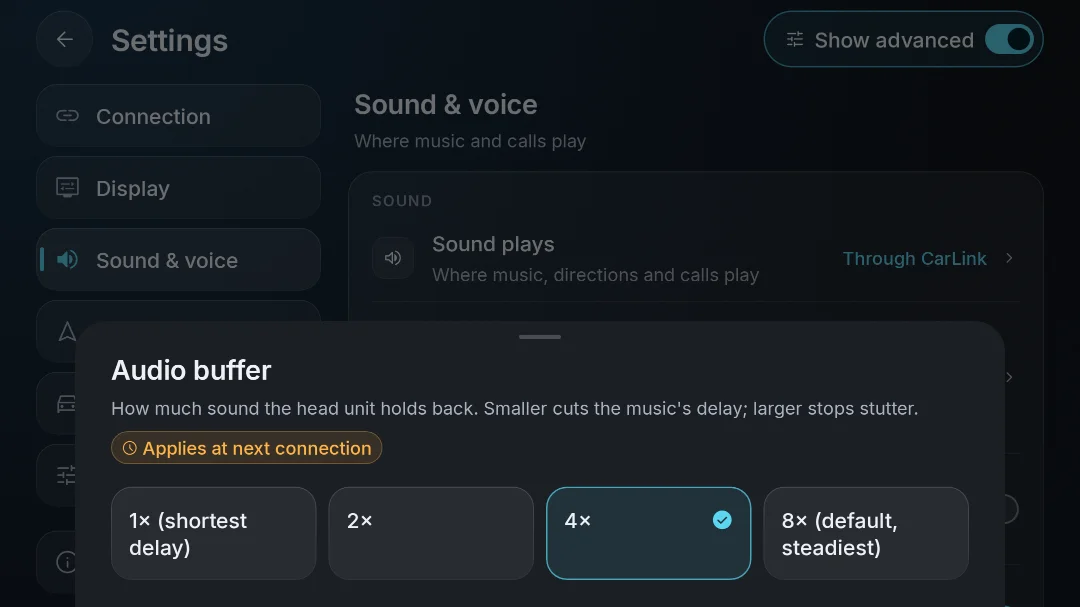 Settings
Show advanced
Connection
Display
Sound & voice
Sound & voice
Where music and calls play
SOUND
Sound plays
Where music, directions and calls play
Through CarLink
Audio buffer
How much sound the head unit holds back. Smaller cuts the music's delay; larger stops stutter.
Applies at next connection
1× (shortest
delay)
2×
4×
8× (default,
steadiest)